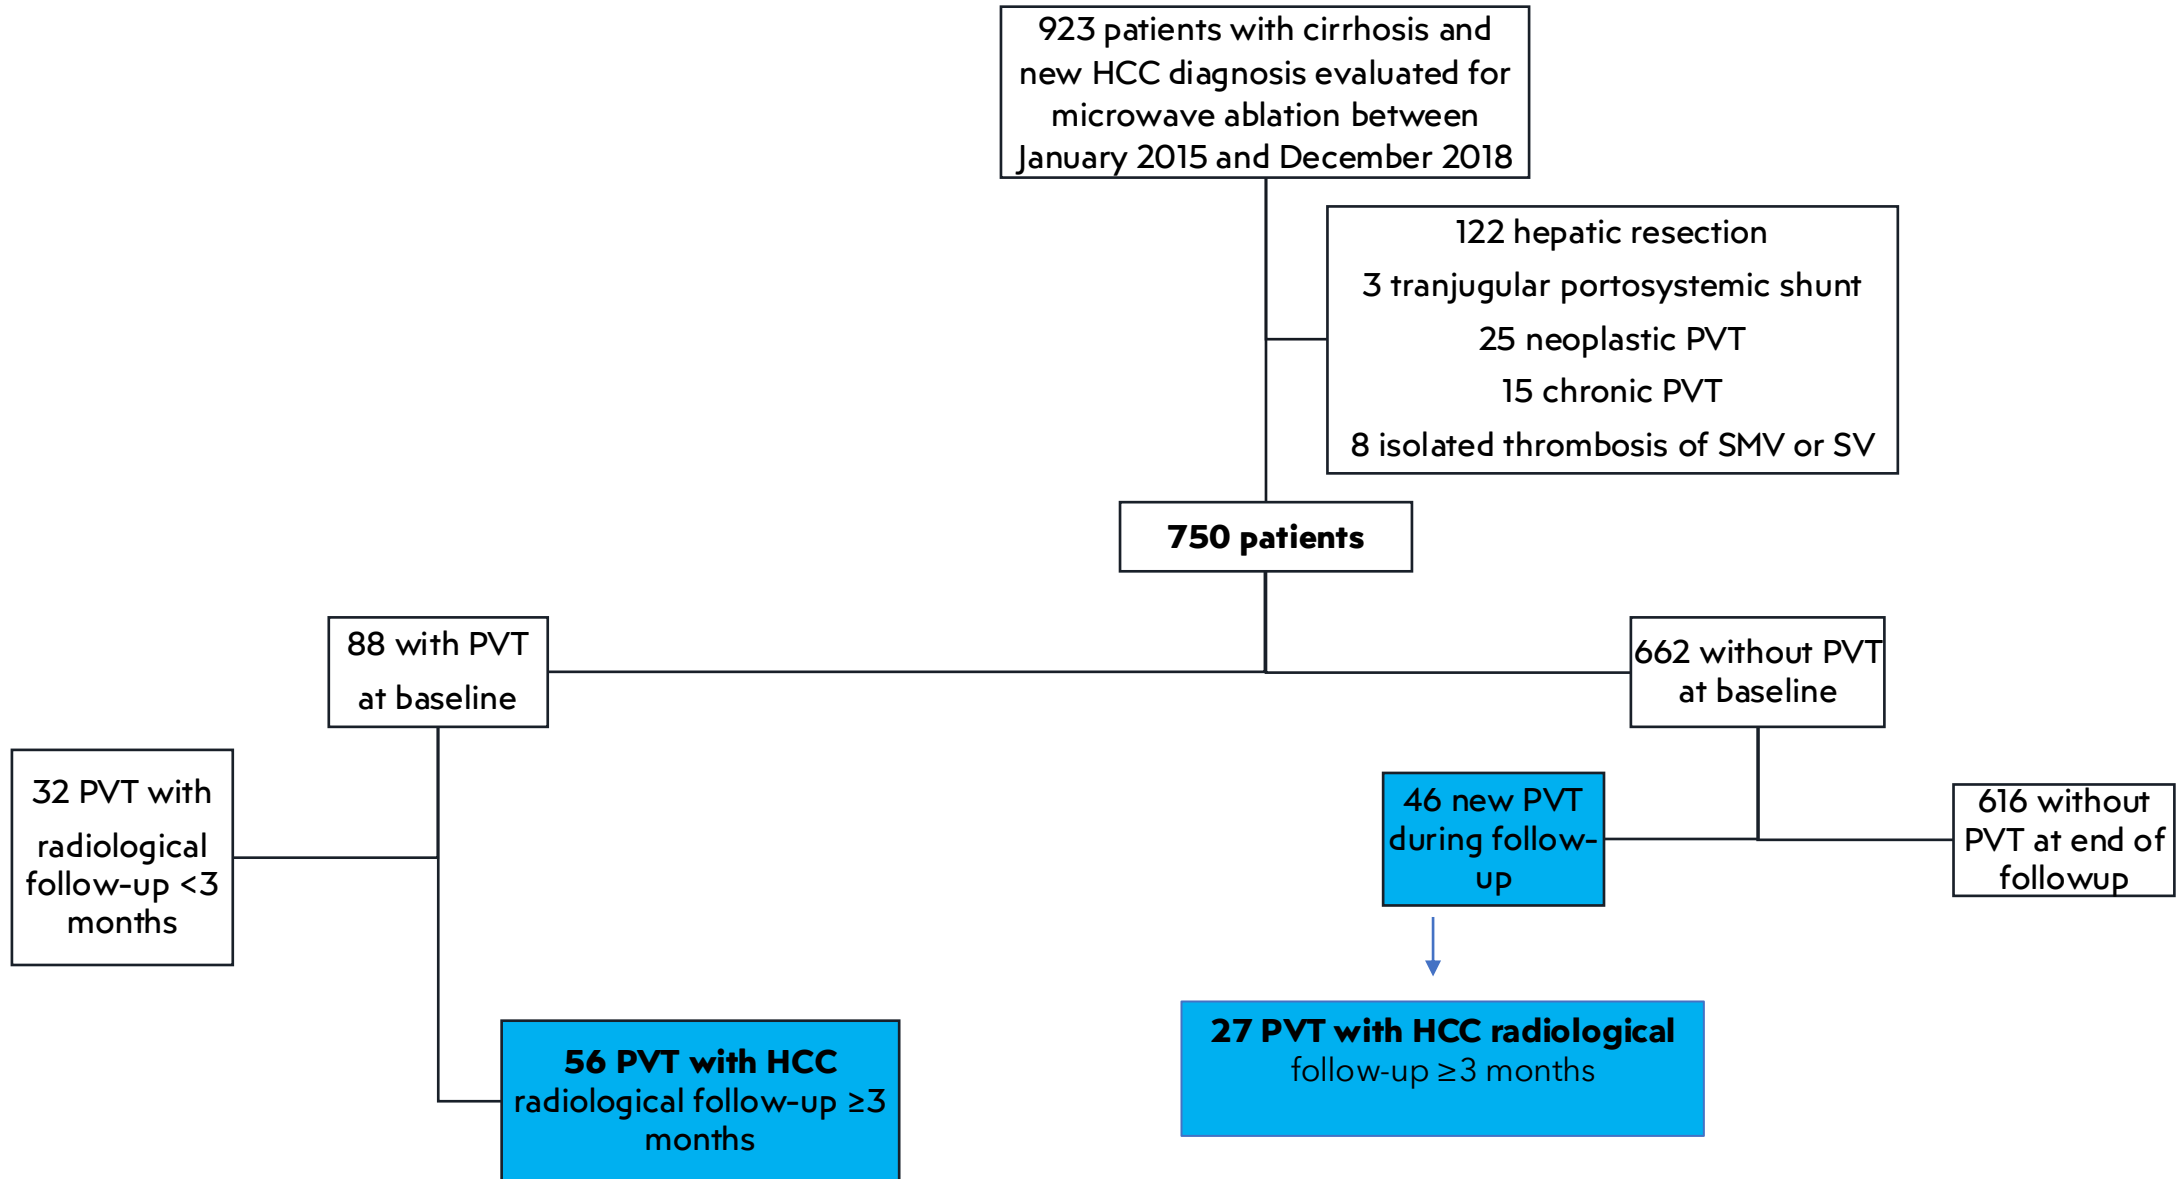 923 patients with cirrhosis and
new HCC diagnosis evaluated for
microwave ablation between
January 2015 and December 2018
122 hepatic resection
3 tranjugular portosystemic shunt
25 neoplastic PVT
15 chronic PVT
8 isolated thrombosis of SMV or SV
750 patients
88 with PVT
at baseline
662 without PVT
at baseline
32 PVT with
radiological
follow-up <3
months
46 new PVT
during follow-
up
616 without
PVT at end of
followup
56 PVT with HCC
radiological follow-up ≥3
months
27 PVT with HCC radiological
follow-up ≥3 months